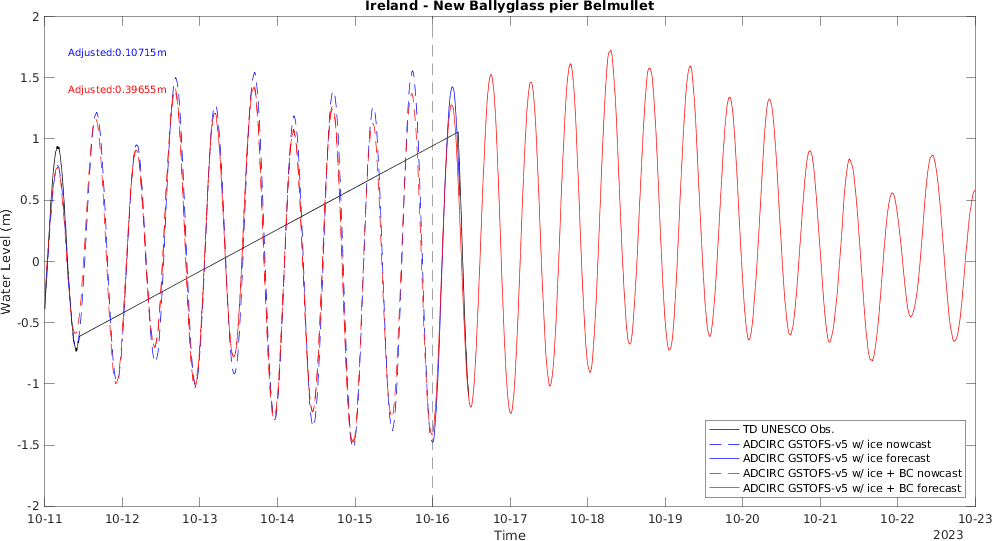 Ireland - New Ballyglass pier Belmullet
Adjusted:0.10715m
Adjusted:0.39655m
Water Level (m)
2
1.5
1
0.5
0
-0.5
-1
-1.5
-2
TD UNESCO Obs.
ADCIRC GSTOFS-v5 w/ ice nowcast
ADCIRC GSTOFS-v5 w/ ice forecast
ADCIRC GSTOFS-v5 w/ ice + BC nowcast
ADCIRC GSTOFS-v5 w/ ice + BC forecast
10-11 10-12 10-13 10-14 10-15 10-16 10-17 10-18 10-19 10-20 10-21 10-22 10-23
Time
2023